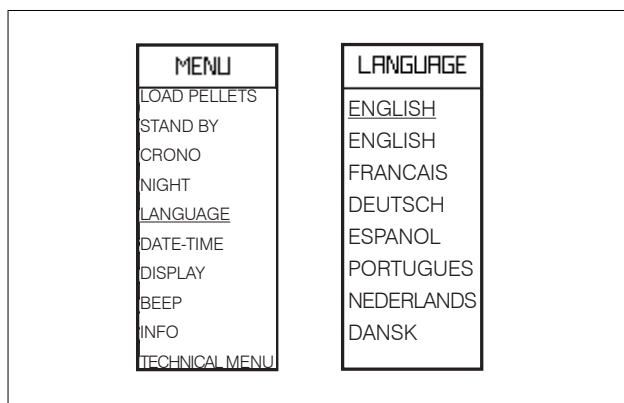 MENU
LOAD PELLETS
STAND BY
CRONO
NIGHT
LANGUAGE
DATE-TIME
DISPLAY
BEEP
INFO
TECHNICAL MENU
LANGUAGE
ENGLISH
ENGLISH
FRANCAIS
DEUTSCH
ESPANOL
PORTUGUES
NEDERLANDS
DANSK